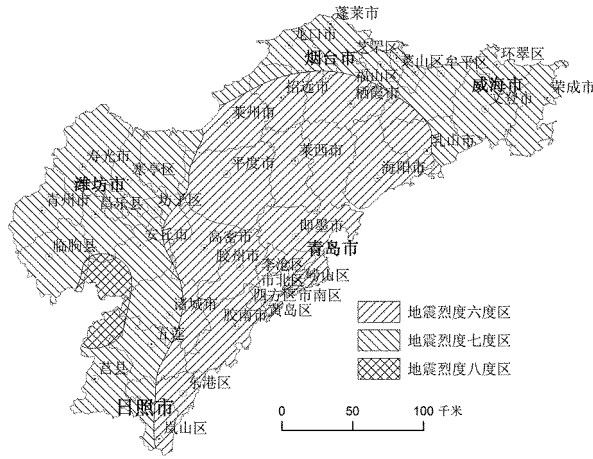 蓬莱市
龙口市
芝罘区
烟台市
莱山区
牟平区
环翠区
福山区
威海市
荣成市
招远市
栖霞市
文登市
莱州市
乳山市
寿光市
莱西市
寒亭区
平度市
海阳市
潍坊市
坊子区
青州市
昌乐县
即墨市
安丘市
高密市
临朐县
青岛市
胶州市
李沧区
崂山区
市北区
四方区
市南区
诸城市
黄岛区
胶南市
五莲
莒县
东港区
日照市
岚山区
地震烈度六度区
地震烈度七度区
地震烈度八度区
0 50 100 千米